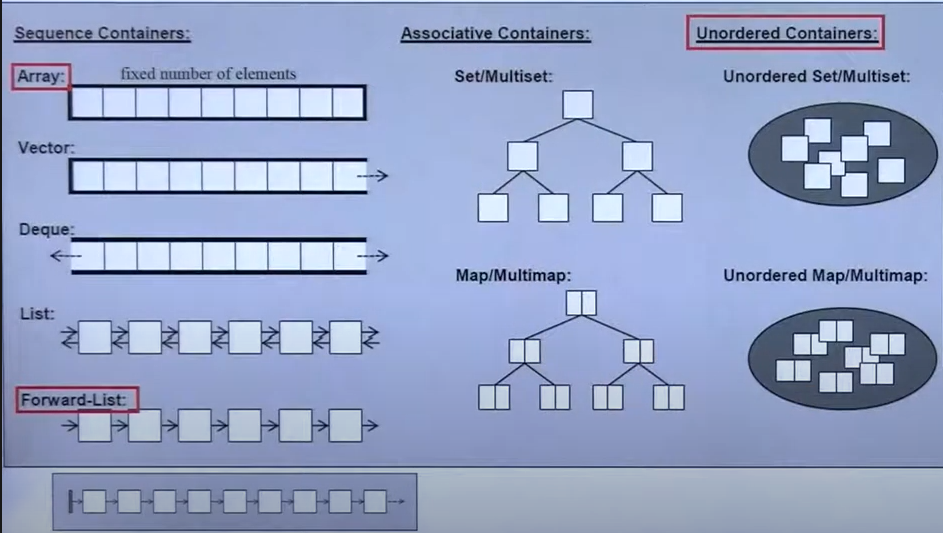 Sequence Containers:
Array:
fixed number of elements
Vector:
Deque:
List:
Forward-List:
Associative Containers:
Set/Multiset:
Map/Multimap:
Unordered Containers:
Unordered Set/Multiset:
Unordered Map/Multimap: